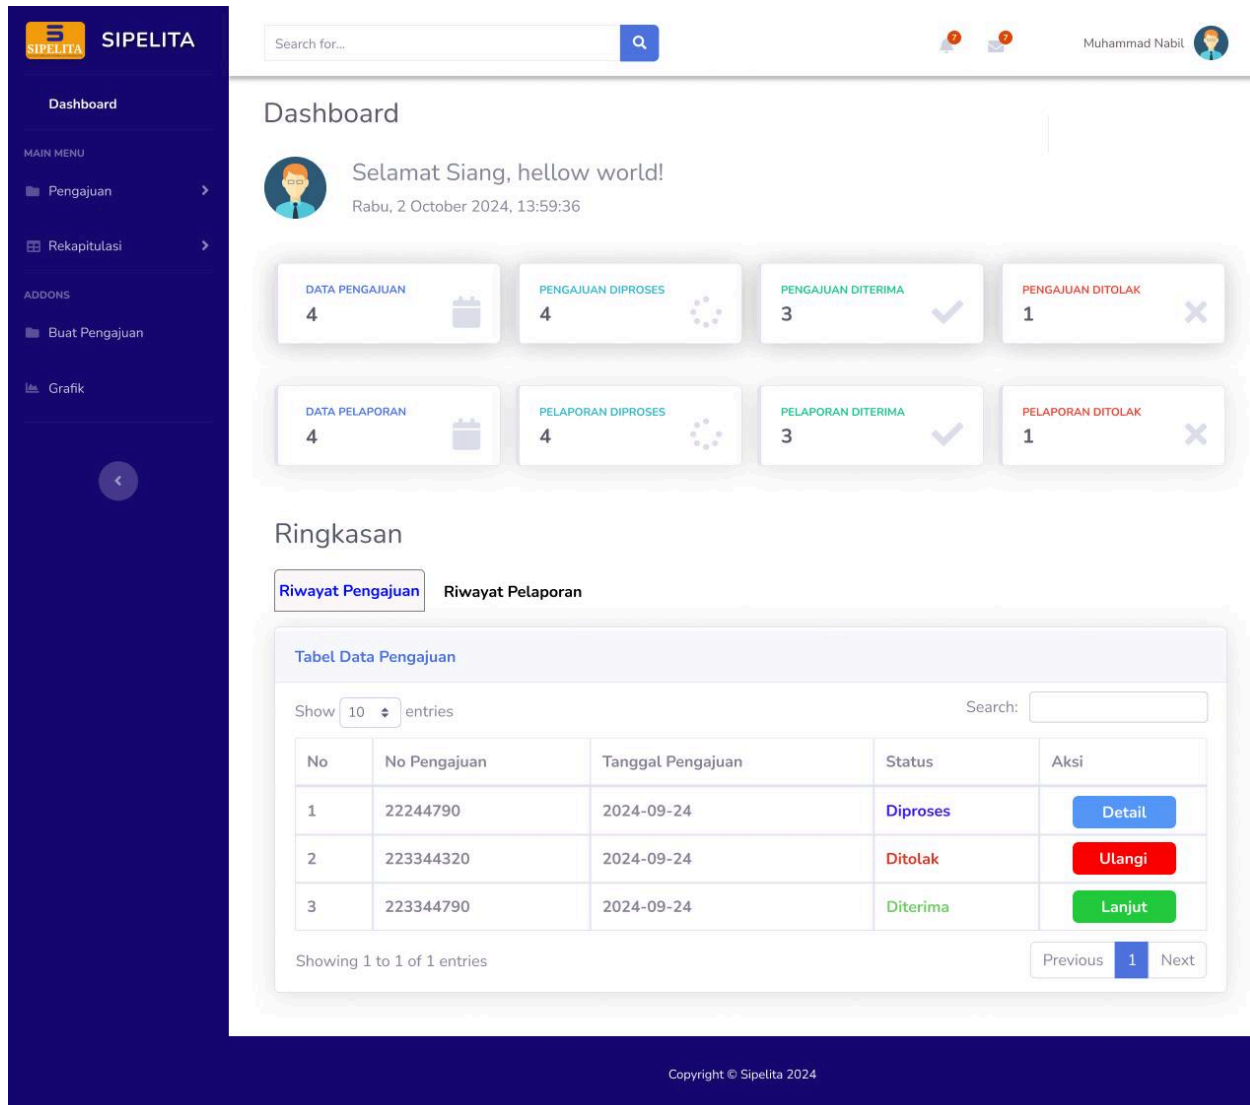 SIPELITA
SIPELITA
Search for...
7
7
Muhammad Nabil
Dashboard
MAIN MENU
Pengajuan
Rekapitulasi
ADDONS
Buat Pengajuan
Grafik
Dashboard
Selamat Siang, hellow world!
Rabu, 2 October 2024, 13:59:36
DATA PENGAJUAN
4
PENGAJUAN DIPROSES
4
PENGAJUAN DITERIMA
3
PENGAJUAN DITOLAK
1
DATA PELAPORAN
4
PELAPORAN DIPROSES
4
PELAPORAN DITERIMA
3
PELAPORAN DITOLAK
1
Ringkasan
Riwayat Pengajuan Riwayat Pelaporan
Tabel Data Pengajuan
Show 10 entries Search:
No No Pengajuan Tanggal Pengajuan Status Aksi
1 22244790 2024-09-24 Diproses Detail
2 223344320 2024-09-24 Ditolak Ulangi
3 223344790 2024-09-24 Diterima Lanjut
Showing 1 to 1 of 1 entries Previous 1 Next
Copyright © Sipelita 2024